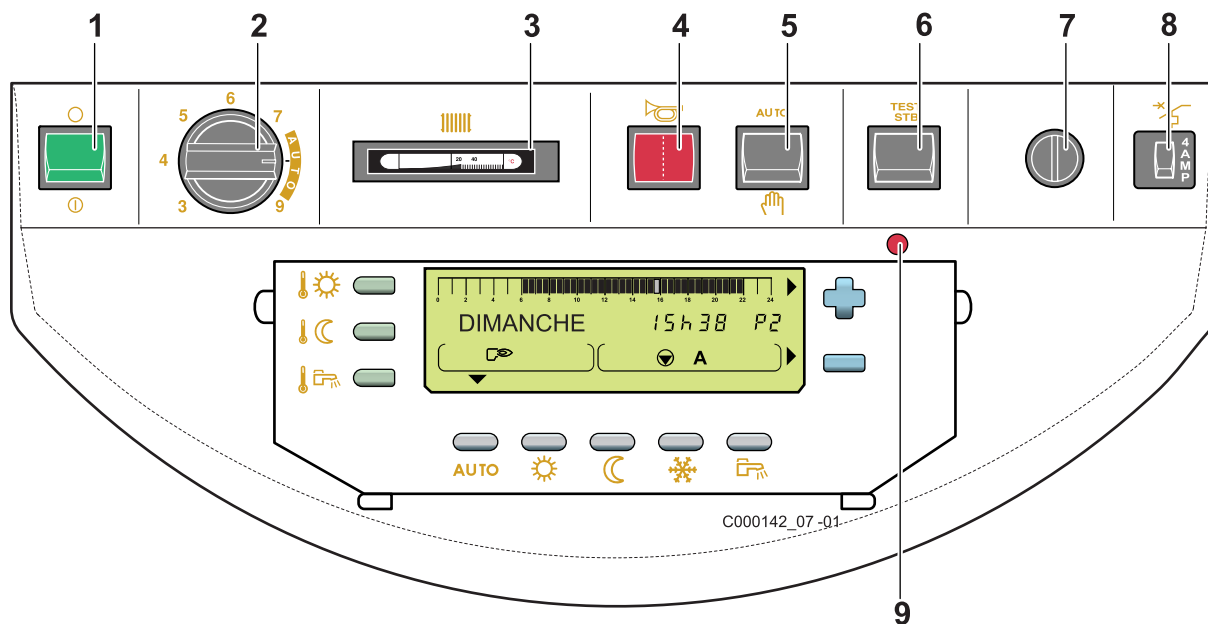 1 2 3 4 5 6 7 8
3 4 5 6 7 AUTO 9
20 40 °C
AUTO
TEST STB
4 AMP
0 2 4 6 8 10 12 14 16 18 20 22 24
DIMANCHE 15h38 P2
A
AUTO
C000142_07 -01
9